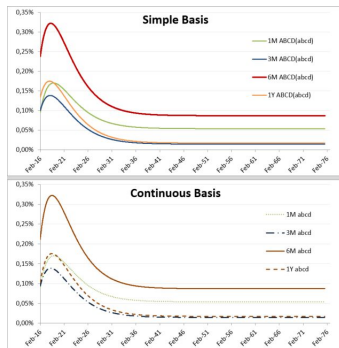 0,35%
Simple Basis
0,30%
0,25%
0,20%
0,15%
0,10%
0,05%
0,00%
1M ABCD(abcd)
3M ABCD(abcd)
6M ABCD(abcd)
1Y ABCD(abcd)
Feb-16
Feb-21
Feb-26
Feb-31
Feb-36
Feb-41
Feb-46
Feb-51
Feb-56
Feb-61
Feb-66
Feb-71
Feb-76
0,35%
Continuous Basis
0,30%
0,25%
0,20%
0,15%
0,10%
0,05%
0,00%
1M abcd
3M abcd
6M abcd
1Y abcd
Feb-16
Feb-21
Feb-26
Feb-31
Feb-36
Feb-41
Feb-46
Feb-51
Feb-56
Feb-61
Feb-66
Feb-71
Feb-76